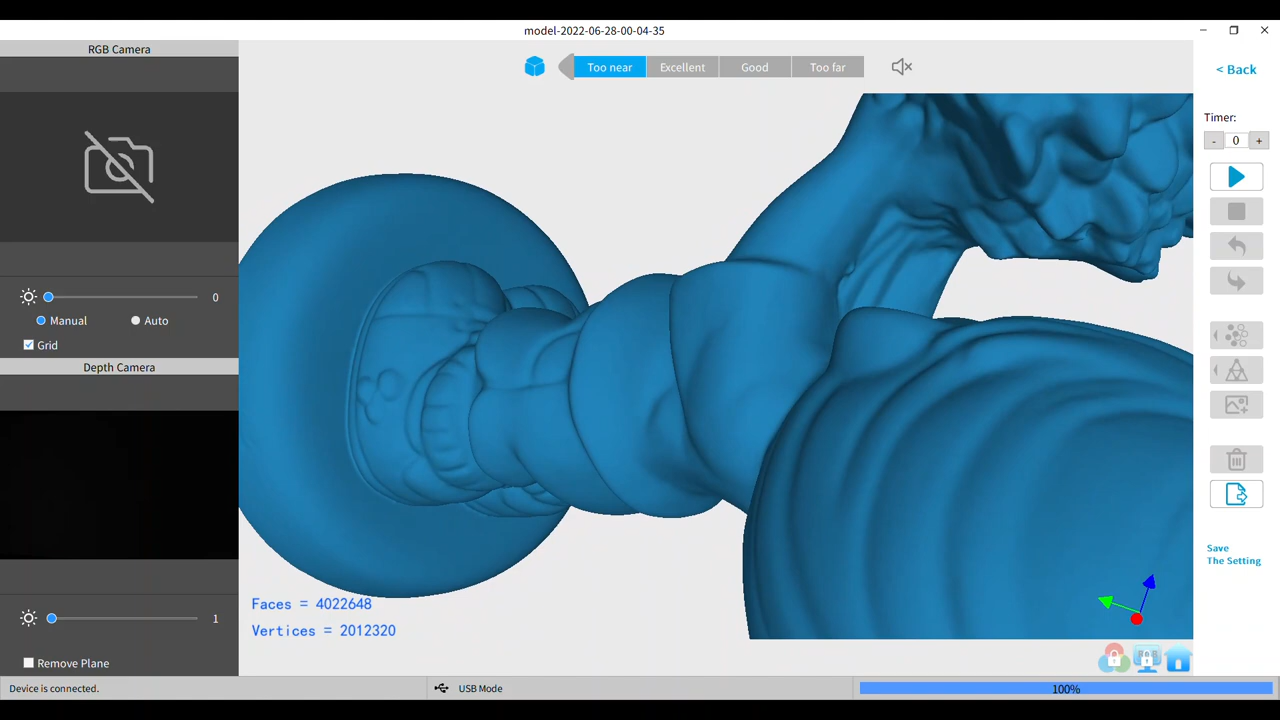 model-2022-06-28-00-04-35
RGB Camera
Too near
Excellent
Good
Too far
< Back
Timer:
- 0 +
0
Manual
Auto
Grid
Depth Camera
Faces = 4022648
Vertices = 2012320
Save
The Setting
1
Remove Plane
RGB
Device is connected.
USB Mode
100%